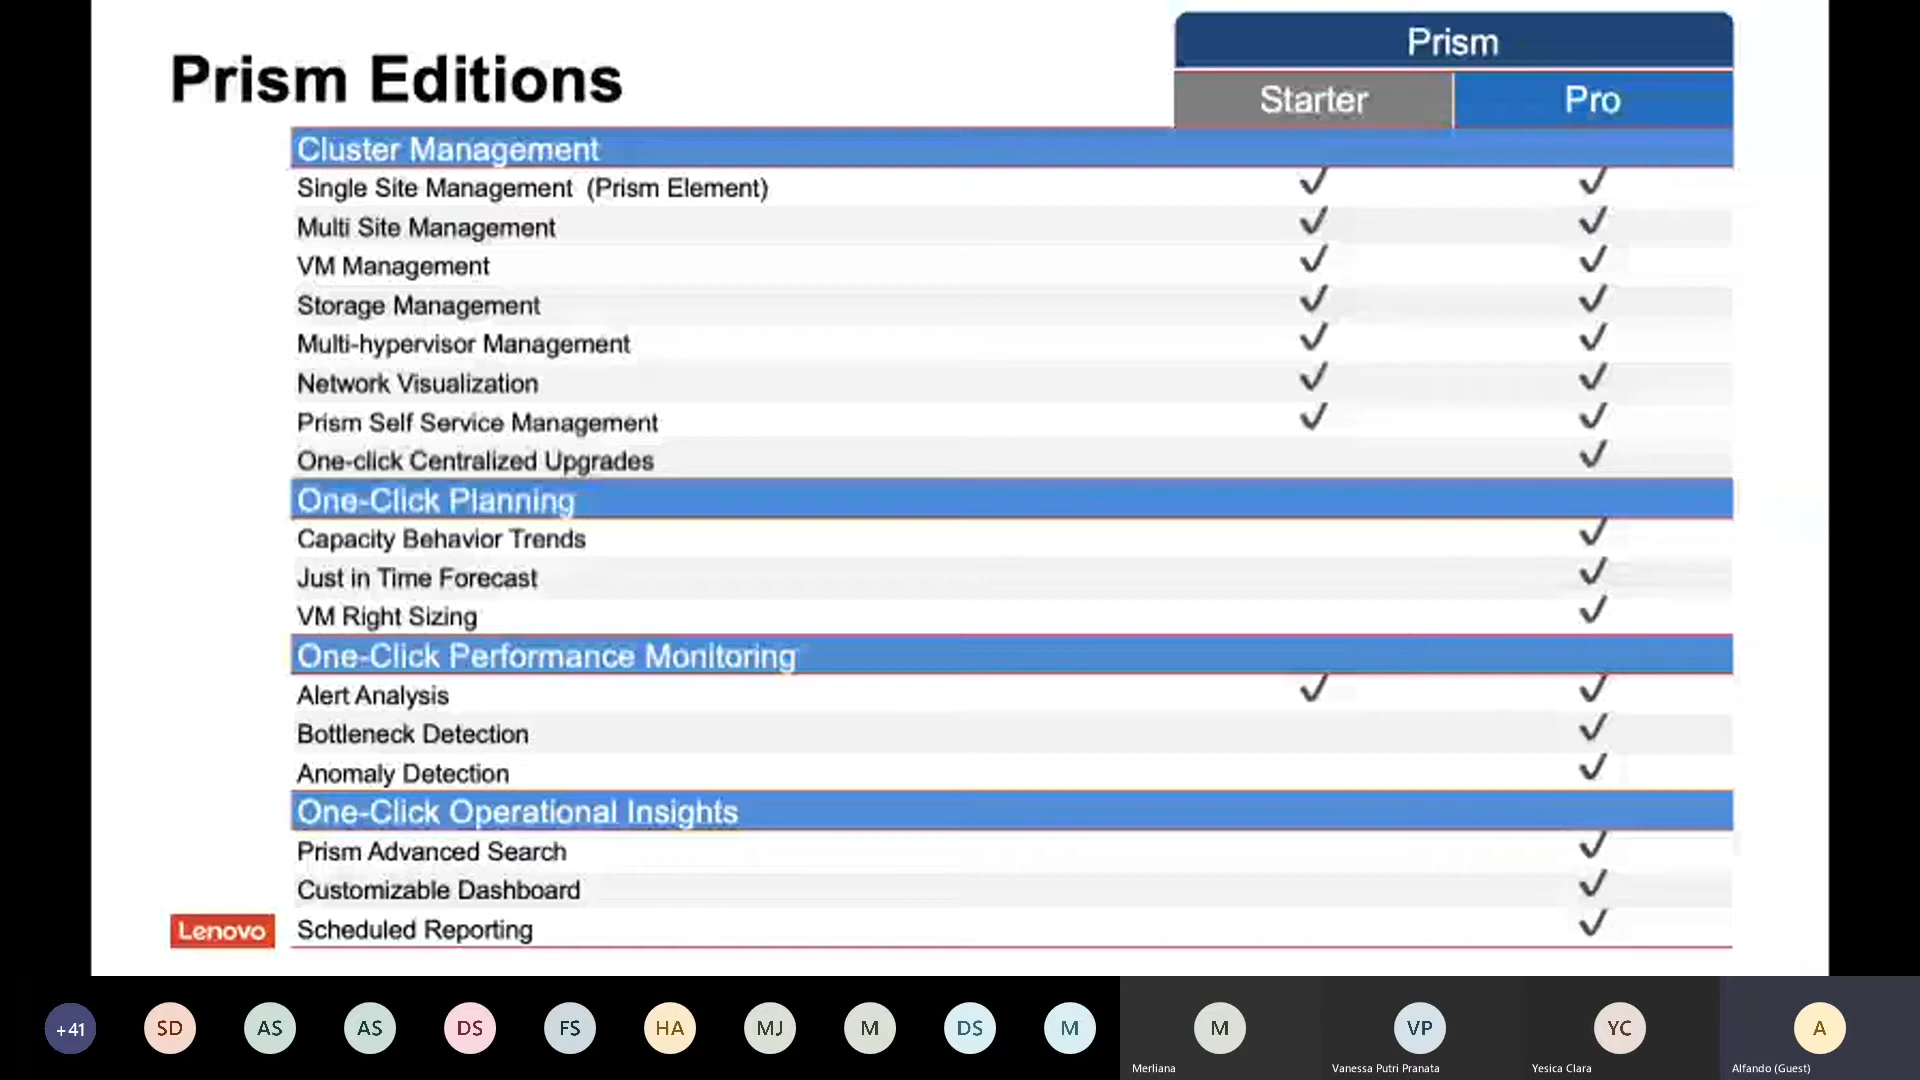 Prism
Prism Editions
Starter Pro
Cluster Management
Single Site Management (Prism Element) ✓ ✓
Multi Site Management ✓ ✓
VM Management ✓ ✓
Storage Management ✓ ✓
Multi-hypervisor Management ✓ ✓
Network Visualization ✓ ✓
Prism Self Service Management ✓ ✓
One-click Centralized Upgrades ✓
One-Click Planning
Capacity Behavior Trends ✓
Just in Time Forecast ✓
VM Right Sizing ✓
One-Click Performance Monitoring
Alert Analysis ✓ ✓
Bottleneck Detection ✓
Anomaly Detection ✓
One-Click Operational Insights
Prism Advanced Search ✓
Customizable Dashboard ✓
Lenovo Scheduled Reporting ✓
+41 SD AS AS DS FS HA MJ M DS M M VP YC A
Merliana Vanessa Putri Pranata Yesica Clara Alfando (Guest)